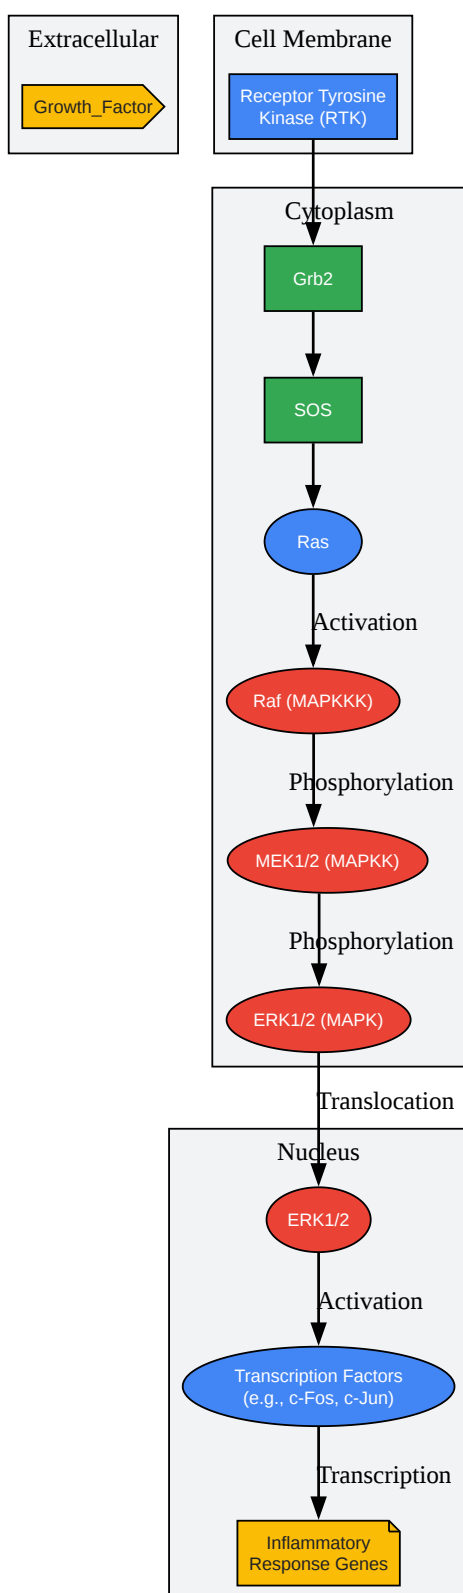 Extracellular
Growth_Factor
Cell Membrane
Receptor Tyrosine
Kinase (RTK)
Cytoplasm
Grb2
SOS
Ras
Activation
Raf (MAPKKK)
Phosphorylation
MEK1/2 (MAPKK)
Phosphorylation
ERK1/2 (MAPK)
Translocation
Nucleus
ERK1/2
Activation
Transcription Factors
(e.g., c-Fos, c-Jun)
Transcription
Inflammatory
Response Genes